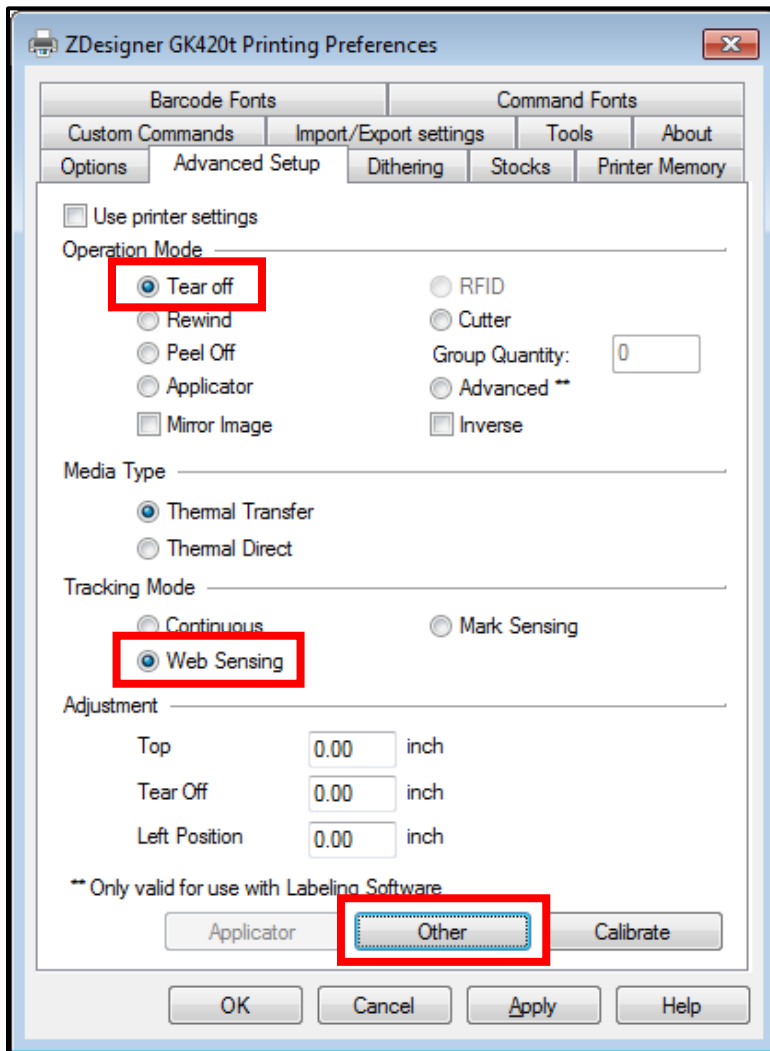 ZDesigner GK420t Printing Preferences
Barcode Fonts Command Fonts
Custom Commands Import/Export settings Tools About
Options Advanced Setup Dithering Stocks Printer Memory
Use printer settings
Operation Mode
Tear off RFID
Rewind Cutter
Peel Off Group Quantity: 0
Applicator Advanced **
Mirror Image Inverse
Media Type
Thermal Transfer
Thermal Direct
Tracking Mode
Continuous Mark Sensing
Web Sensing
Adjustment
Top 0.00 inch
Tear Off 0.00 inch
Left Position 0.00 inch
** Only valid for use with Labeling Software
Applicator Other Calibrate
OK Cancel Apply Help